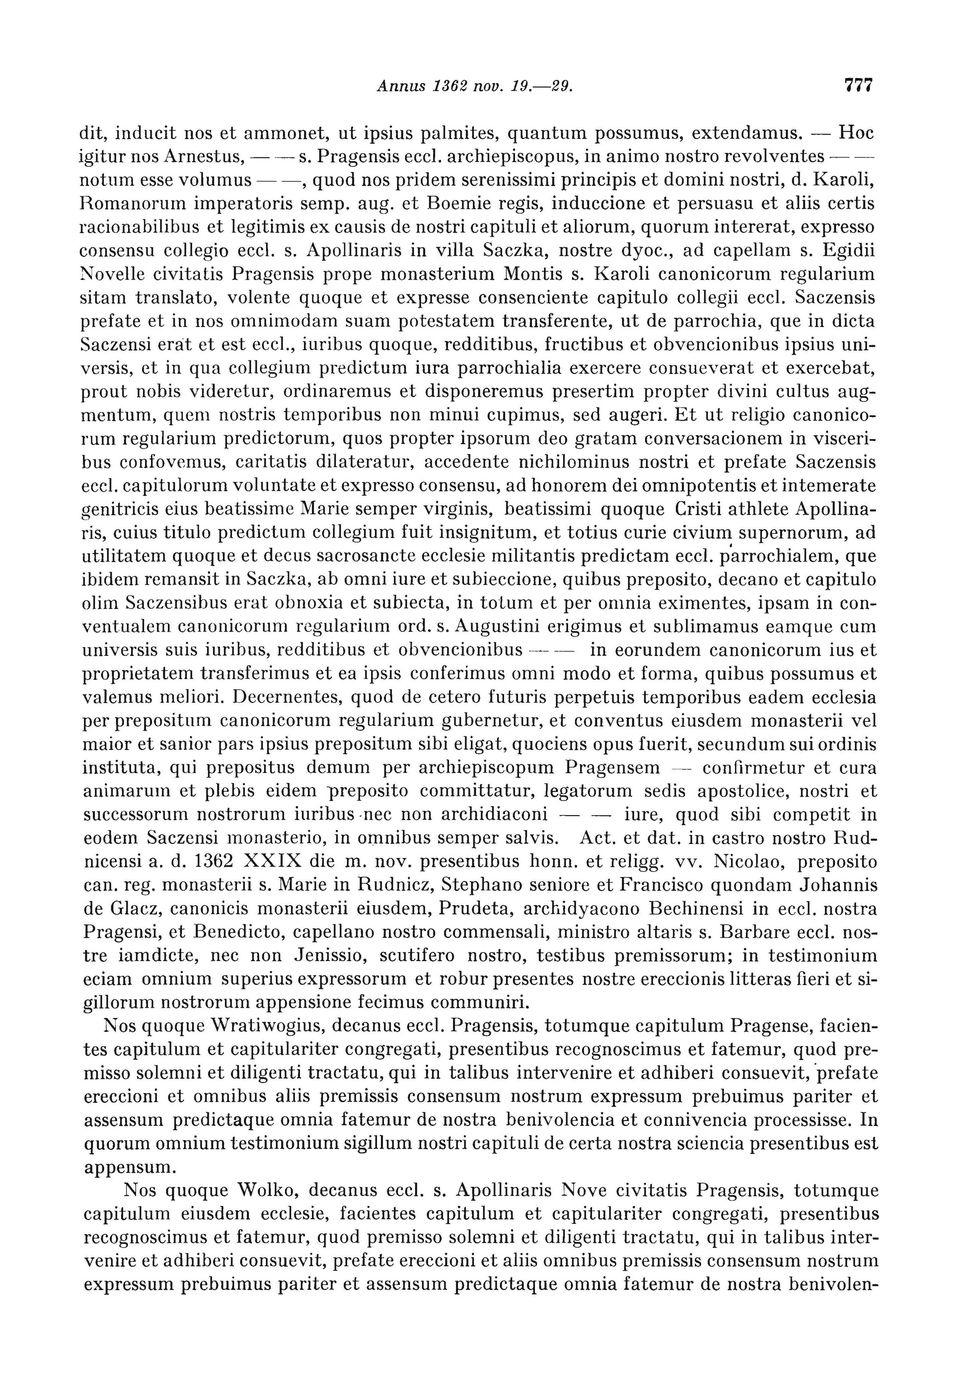 Annus 1362 nov. 19.—29. 777
dit, inducit nos et ammonet, ut ipsius palmites, quantum possumus, extendamus. — Hoc
igitur nos Arnestus, — — s. Pragensis eccl. archiepiscopus, in animo nostro revolventes — —
notum esse volumus — —, quod nos pridem serenissimi principis et domini nostri, d. Karoli,
Romanorum imperatoris semp. aug. et Boemie regis, induccione et persuasu et aliis certis
racionabilibus et legitimis ex causis de nostri capituli et aliorum, quorum intererat, expresso
consensu collegio eccl. s. Apollinaris in villa Saczka, nostre dyoc., ad capellam s. Egidii
Novelle civitatis Pragensis prope monasterium Montis s. Karoli canonicorum regularium
sitam translato, volente quoque et expresse consenciente capitulo collegii eccl. Saczensis
prefate et in nos omnimodam suam potestatem transferente, ut de parrochia, que in dicta
Saczensi erat et est eccl., iuribus quoque, redditibus, fructibus et obvencionibus ipsius uni-
versis, et in qua collegium predictum iura parrochialia exercere consueverat et exercebat,
prout nobis videretur, ordinaremus et disponeremus presertim propter divini cultus aug-
mentum, quem nostris temporibus non minui cupimus, sed augeri. Et ut religio canonico-
rum regularium predictorum, quos propter ipsorum deo gratam conversacionem in visceri-
bus confovemus, caritatis dilateratur, accedente nichilominus nostri et prefate Saczensis
eccl. capitulorum voluntate et expresso consensu, ad honorem dei omnipotentis et intemerate
genitricis eius beatissime Marie semper virginis, beatissimi quoque Cristi athlete Apollina-
ris, cuius titulo predictum collegium fuit insignitum, et totius curie civium supernorum, ad
utilitatem quoque et decus sacrosancte ecclesie militantis predictam eccl. parrochialem, que
ibidem remansit in Saczka, ab omni iure et subieccione, quibus preposito, decano et capitulo
olim Saczensibus erat obnoxia et subiecta, in totum et per omnia eximentes, ipsam in con-
ventualem canonicorum regularium ord. s. Augustini erigimus et sublimamus eamque cum
universis suis iuribus, redditibus et obvencionibus — — in eorundem canonicorum ius et
proprietatem transferimus et ea ipsis conferimus omni modo et forma, quibus possumus et
valemus meliori. Decernentes, quod de cetero futuris perpetuis temporibus eadem ecclesia
per prepositum canonicorum regularium gubernetur, et conventus eiusdem monasterii vel
maior et sanior pars ipsius prepositum sibi eligat, quociens opus fuerit, secundum sui ordinis
instituta, qui prepositus demum per archiepiscopum Pragensem — confirmetur et cura
animarum et plebis eidem preposito committatur, legatorum sedis apostolice, nostri et
successorum nostrorum iuribus nec non archidiaconi — — iure, quod sibi competit in
eodem Saczensi monasterio, in omnibus semper salvis. Act. et dat. in castro nostro Rud-
nicensi a. d. 1362 XXIX die m. nov. presentibus honn. et religg. vv. Nicolao, preposito
can. reg. monasterii s. Marie in Rudnicz, Stephano seniore et Francisco quondam Johannis
de Glacz, canonicis monasterii eiusdem, Prudeta, archidyacono Bechinensi in eccl. nostra
Pragensi, et Benedicto, capellano nostro commensali, ministro altaris s. Barbare eccl. nos-
tre iamdicte, nec non Jenissio, scutifero nostro, testibus premissorum; in testimonium
eciam omnium superius expressorum et robur presentes nostre ereccionis litteras fieri et si-
gillorum nostrorum appensione fecimus communiri.
Nos quoque Wratiwogius, decanus eccl. Pragensis, totumque capitulum Pragense, facien-
tes capitulum et capitulariter congregati, presentibus recognoscimus et fatemur, quod pre-
misso solemni et diligenti tractatu, qui in talibus intervenire et adhiberi consuevit, prefate
ereccioni et omnibus aliis premissis consensum nostrum expressum prebuimus pariter et
assensum predictaque omnia fatemur de nostra benivolencia et connivencia processisse. In
quorum omnium testimonium sigillum nostri capituli de certa nostra sciencia presentibus est
appensum.
Nos quoque Wolko, decanus eccl. s. Apollinaris Nove civitatis Pragensis, totumque
capitulum eiusdem ecclesie, facientes capitulum et capitulariter congregati, presentibus
recognoscimus et fatemur, quod premisso solemni et diligenti tractatu, qui in talibus inter-
venire et adhiberi consuevit, prefate ereccioni et aliis omnibus premissis consensum nostrum
expressum prebuimus pariter et assensum predictaque omnia fatemur de nostra benivolen-